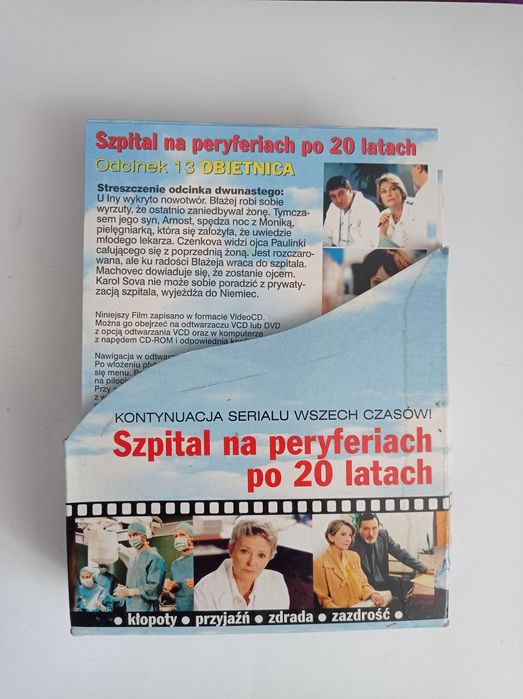 Szpital na peryferiach po 20 latach
Odcinek 13 OBIETNICA
Streszczenie odcinka dwunastego:
U Iny wykryto nowotwór. Błażej robi sobie
wyrzuty, że ostatnio zaniedbywał żonę. Tymcza-
sem jego syn, Arnost, spędza noc z Moniką,
pielęgniarką, która się założyła, że uwiedzie
młodego lekarza. Czenkova widzi ojca Paulinki
całującego się z poprzednią żoną. Jest rozczaro-
wana, ale ku radości Błażeja wraca do szpitala.
Machovec dowiaduje się, że zostanie ojcem.
Karol Sova nie może sobie poradzić z prywaty-
zacją szpitala, wyjeżdża do Niemiec.
Niniejszy Film zapisano w formacie VideoCD.
Można go obejrzeć na odtwarzaczu VCD lub DVD
z opcją odtwarzania VCD oraz w komputerze
z napędem CD-ROM i odpowiednią
Nawigacja w
Po włożeniu
się menu.
na
Przy
z
KONTYNUACJA SERIALU WSZECH CZASÓW!
Szpital na peryferiach
po 20 latach
• kłopoty • przyjaźń • zdrada • zazdrość •